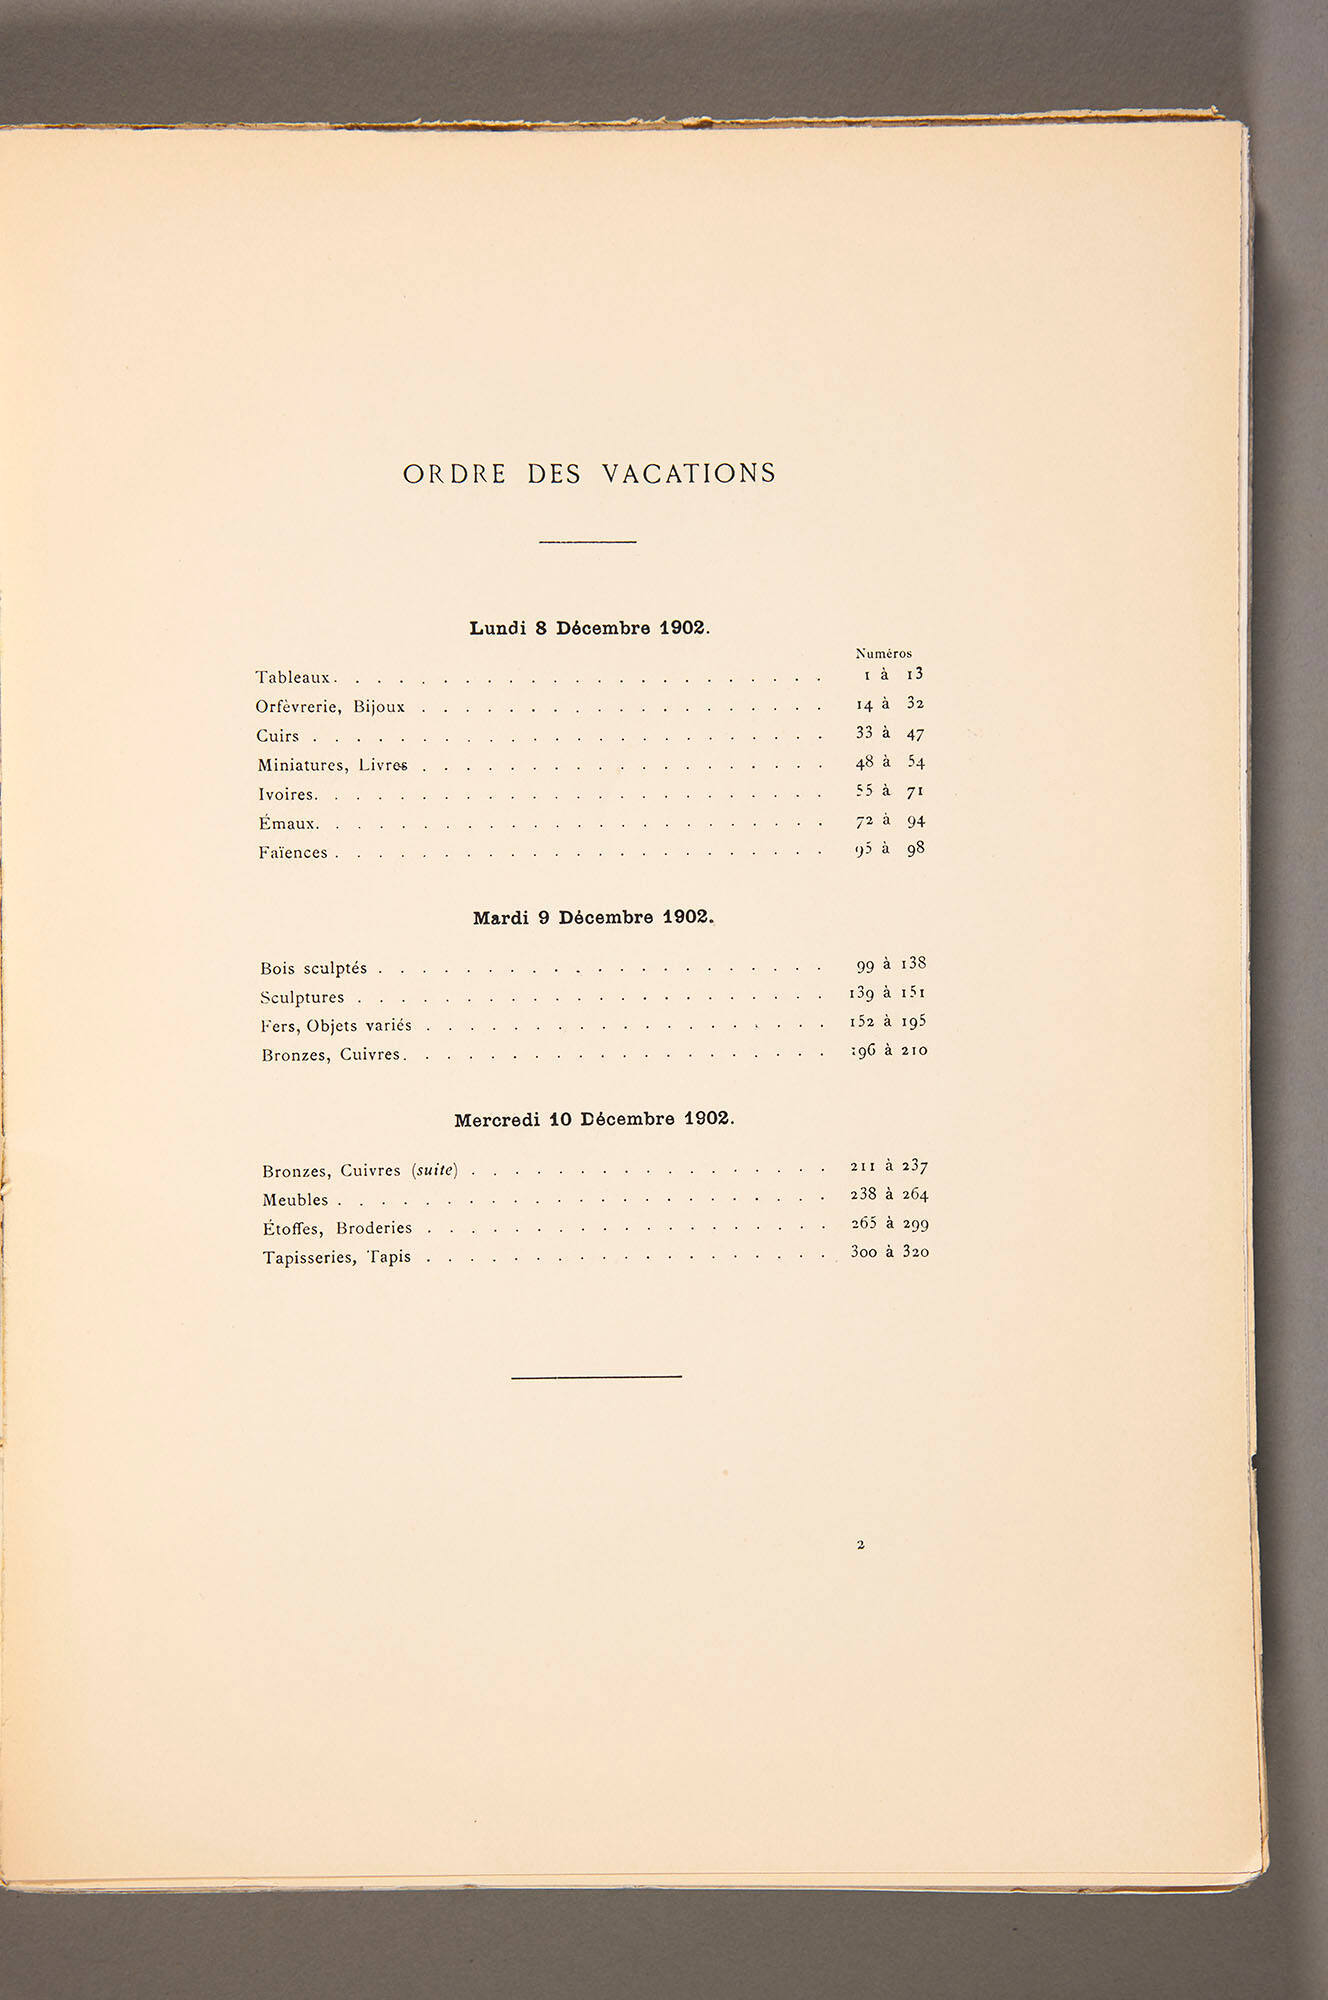 ORDRE DES VACATIONS
Lundi 8 Décembre 1902.
Numéros
Tableaux . . . . . . . . . . . . . . . . . . . . . . . 1 à 13
Orfèvrerie, Bijoux . . . . . . . . . . . . . . . . . . . 14 à 32
Cuirs . . . . . . . . . . . . . . . . . . . . . . . . 33 à 47
Miniatures, Livres . . . . . . . . . . . . . . . . . . . 48 à 54
Ivoires . . . . . . . . . . . . . . . . . . . . . . . . 55 à 71
Émaux . . . . . . . . . . . . . . . . . . . . . . . . 72 à 94
Faïences . . . . . . . . . . . . . . . . . . . . . . . 95 à 98
Mardi 9 Décembre 1902.
Bois sculptés . . . . . . . . . . . . . . . . . . . . . 99 à 138
Sculptures . . . . . . . . . . . . . . . . . . . . . . 139 à 151
Fers, Objets variés . . . . . . . . . . . . . . . . . . . 152 à 195
Bronzes, Cuivres . . . . . . . . . . . . . . . . . . . . 196 à 210
Mercredi 10 Décembre 1902.
Bronzes, Cuivres (suite) . . . . . . . . . . . . . . . . . 211 à 237
Meubles . . . . . . . . . . . . . . . . . . . . . . . 238 à 264
Étoffes, Broderies . . . . . . . . . . . . . . . . . . . 265 à 299
Tapisseries, Tapis . . . . . . . . . . . . . . . . . . . 300 à 320
2